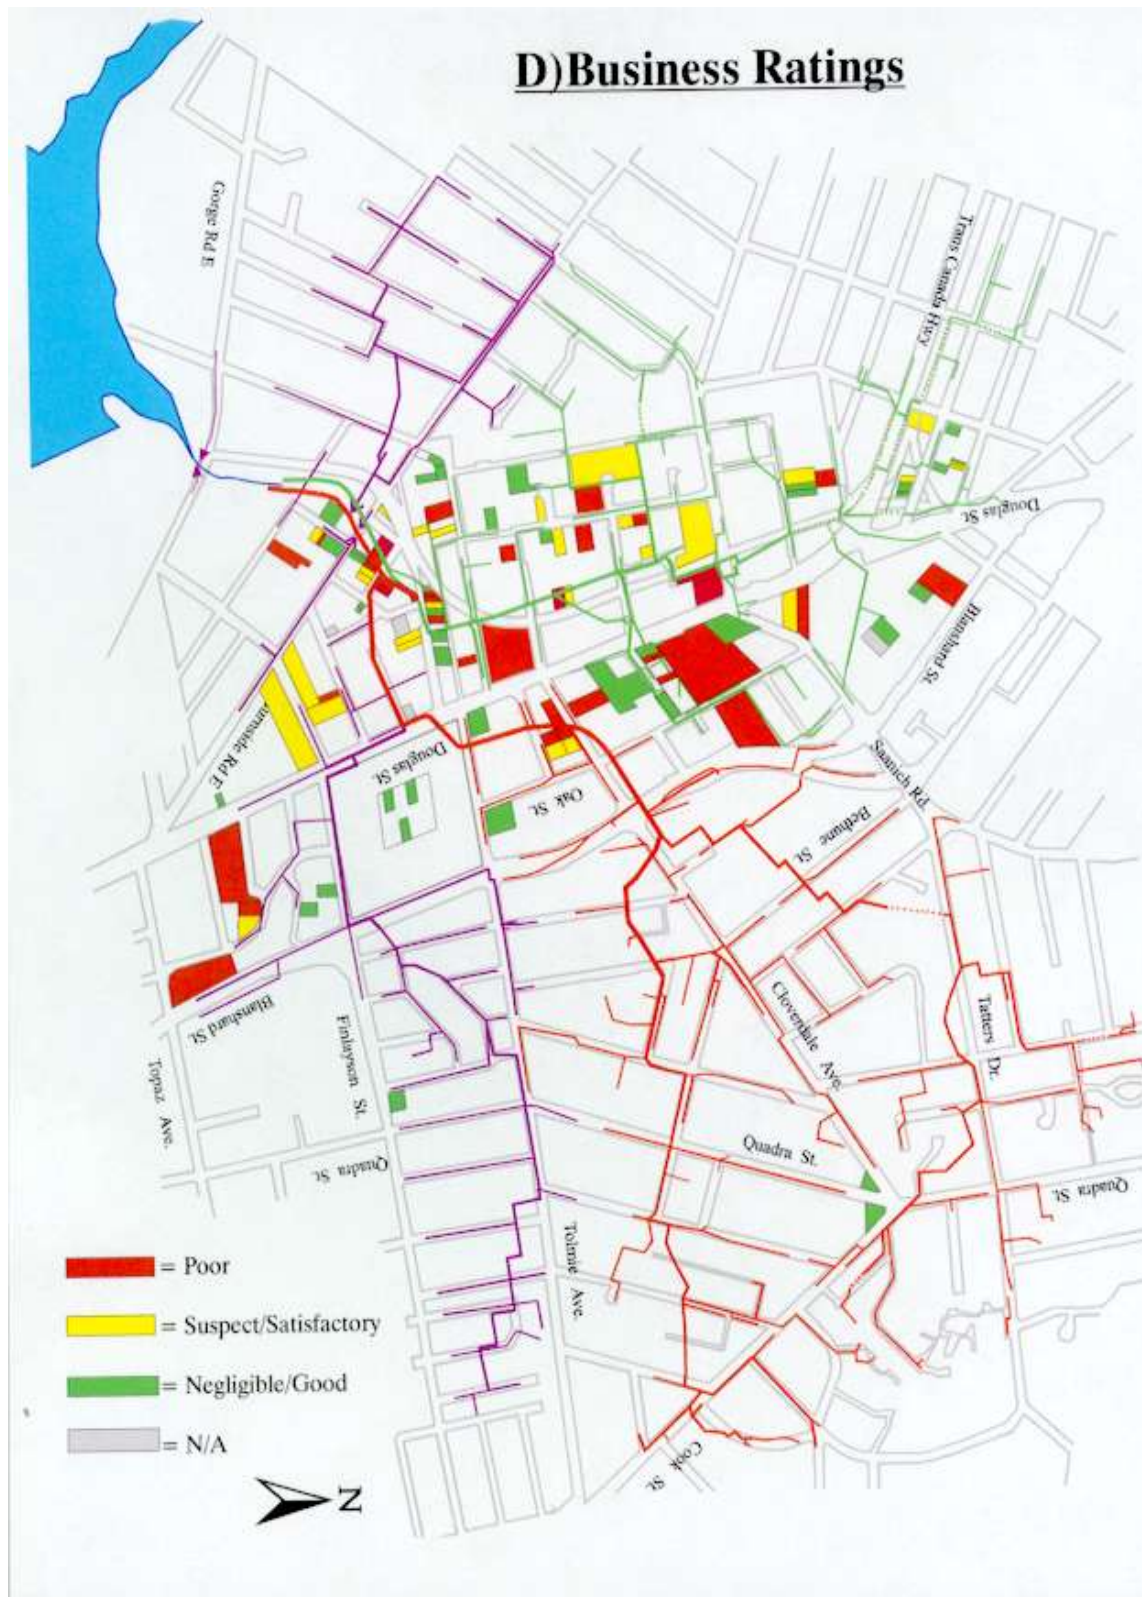 D)Business Ratings
Gorge Rd E
Trans Canada Hwy
Douglas St.
Blanshard St.
urnside Rd E
Douglas St.
Oak St.
Saanich Rd
Bethune St.
Cloverdale Ave.
Tatters Dr.
Blanshard St.
Finlayson St.
Topaz Ave.
Quadra St.
Quadra St.
Quadra St.
Tolmie Ave.
Cook St.
= Poor
= Suspect/Satisfactory
= Negligible/Good
= N/A
N